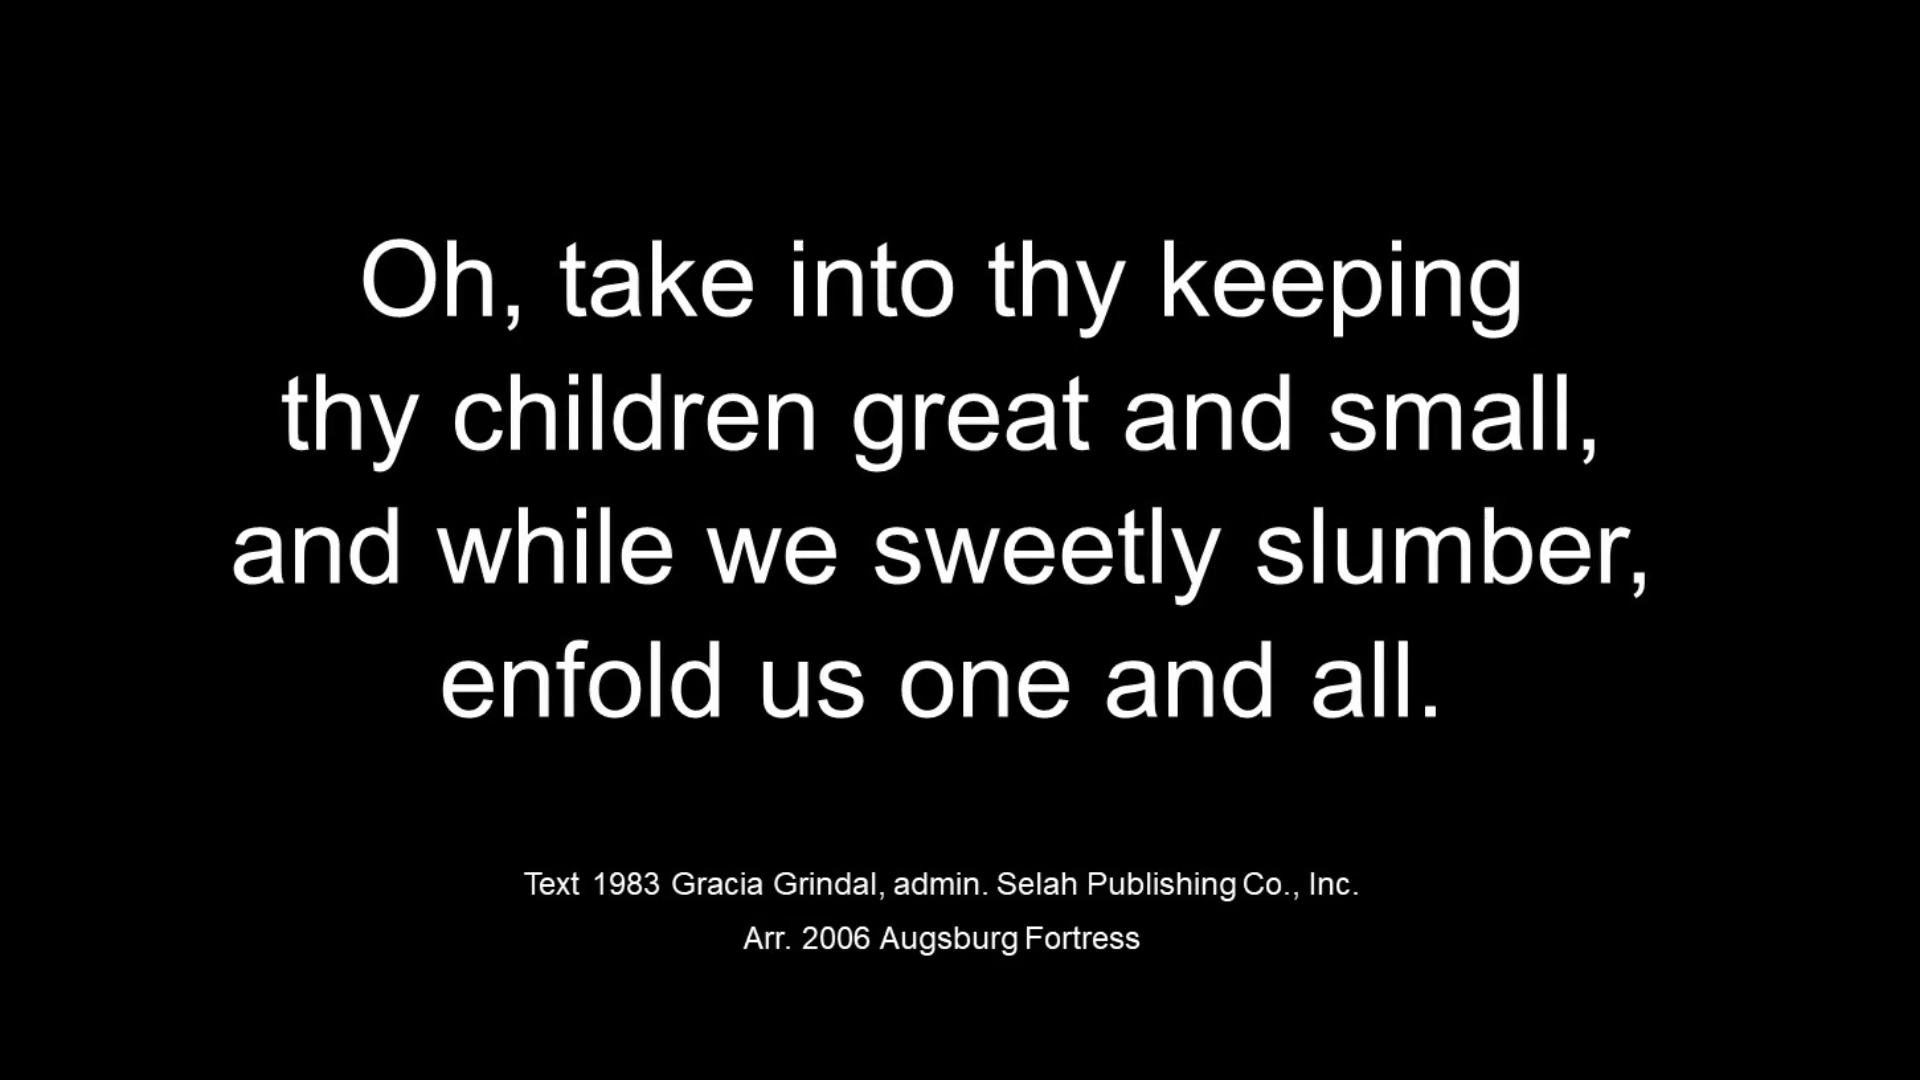 Oh, take into thy keeping
thy children great and small,
and while we sweetly slumber,
enfold us one and all.
Text 1983 Gracia Grindal, admin. Selah Publishing Co., Inc.
Arr. 2006 Augsburg Fortress